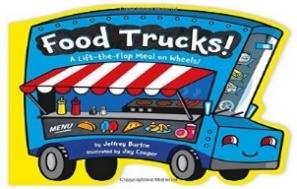 Food Trucks!
A Lift-the-Flap Meal on Wheels!
MENU
by Jeffrey Burton
illustrated by Jay Cooper